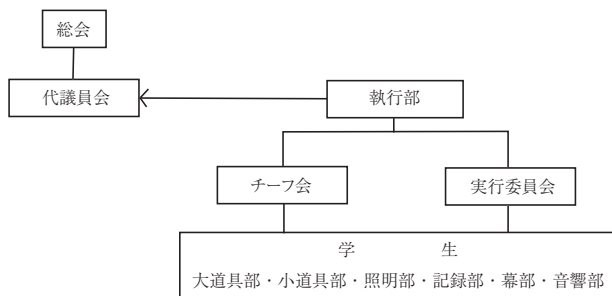 総会
代議員会
執行部
チーフ会
実行委員会
学 生
大道具部・小道具部・照明部・記録部・幕部・音響部